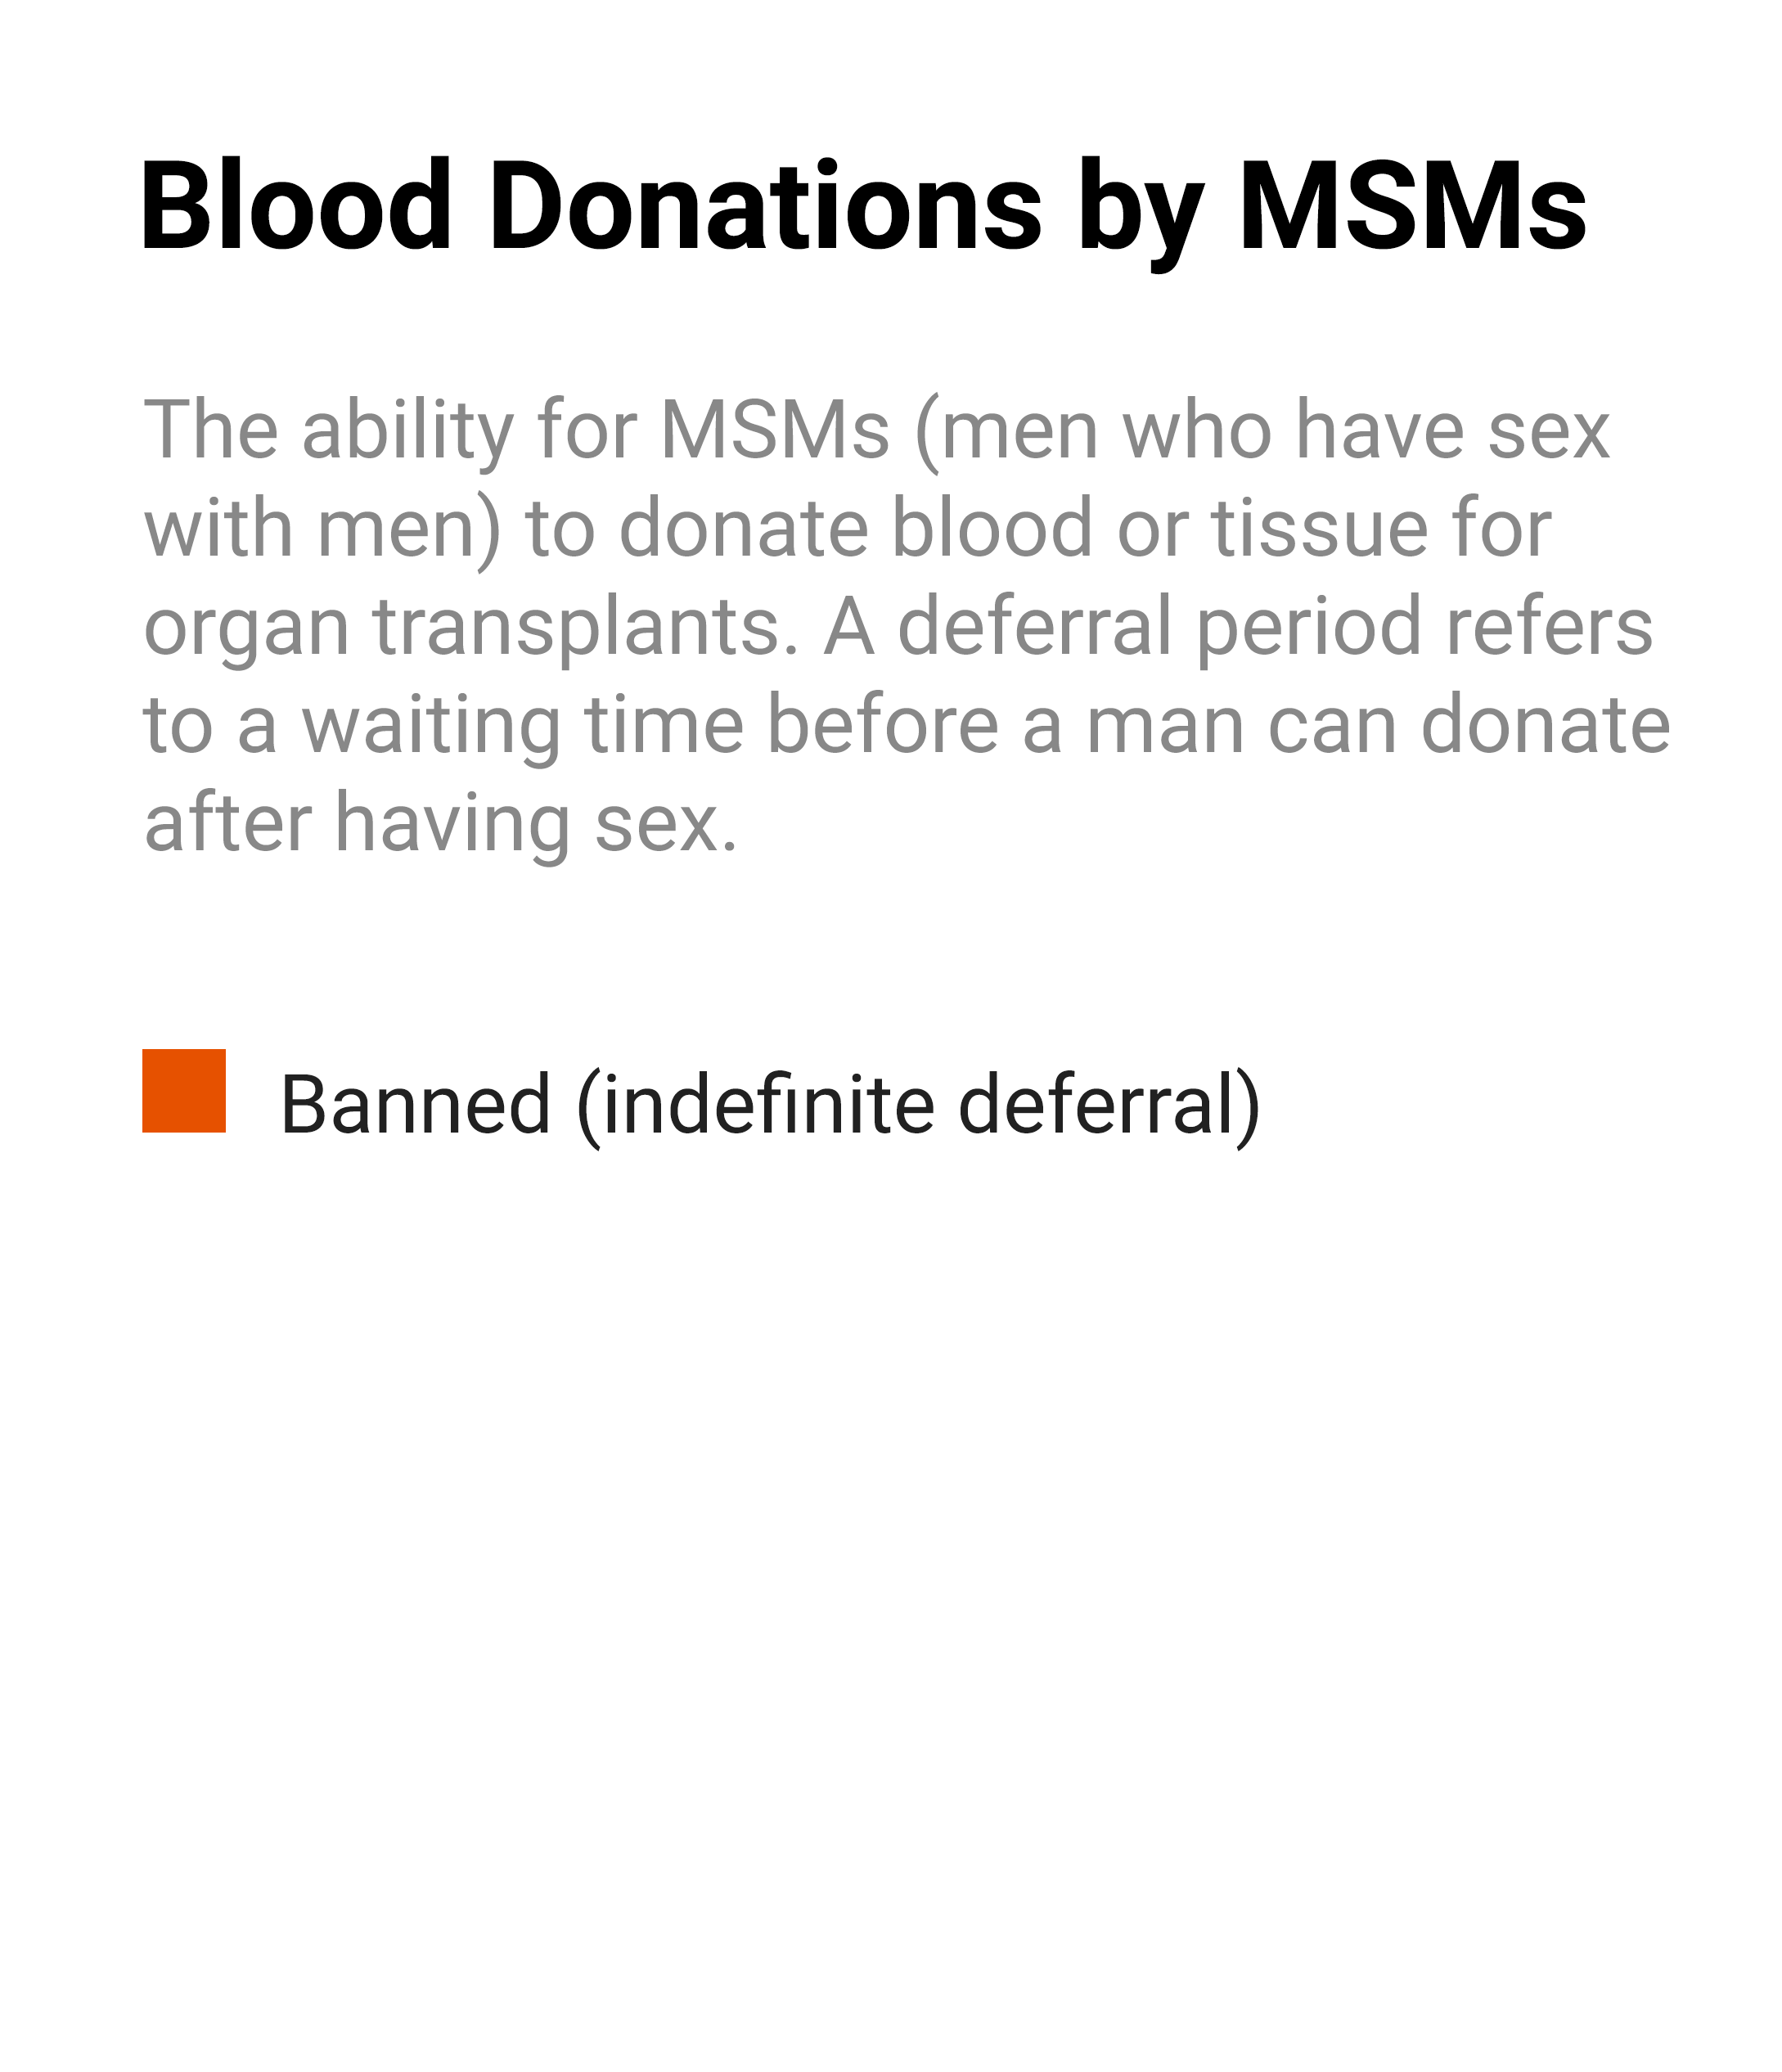 Blood Donations by MSMs
The ability for MSMs (men who have sex
with men) to donate blood or tissue for
organ transplants. A deferral period refers
to a waiting time before a man can donate
after having sex.
Banned (indefinite deferral)